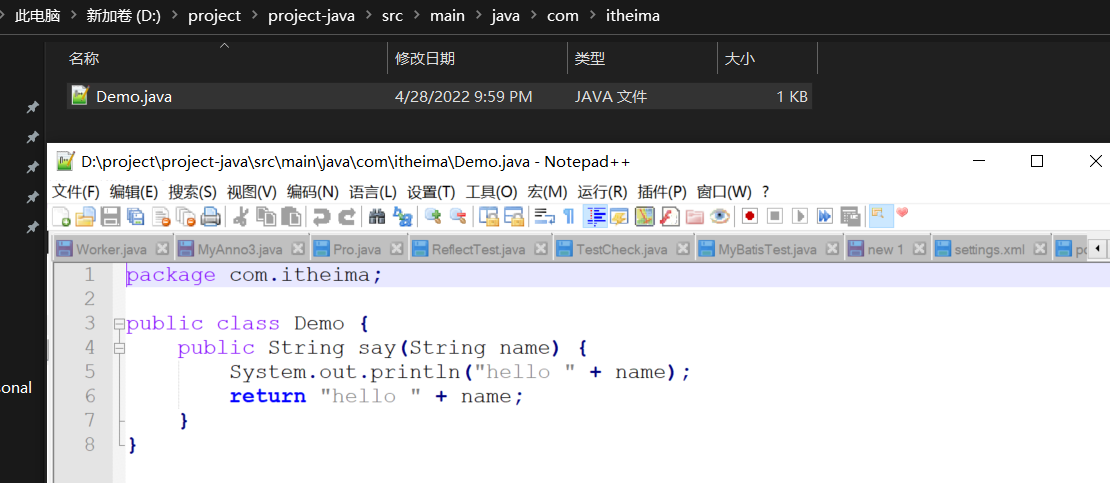 此电脑 > 新加卷 (D:) > project > project-java > src > main > java > com > itheima
名称 修改日期 类型 大小
Demo.java 4/28/2022 9:59 PM JAVA 文件 1 KB
D:\project\project-java\src\main\java\com\itheima\Demo.java - Notepad++
文件(F) 编辑(E) 搜索(S) 视图(V) 编码(N) 语言(L) 设置(T) 工具(O) 宏(M) 运行(R) 插件(P) 窗口(W) ?
Worker.java MyAnno3.java Pro.java ReflectTest.java TestCheck.java MyBatisTest.java new 1 settings.xml
1 package com.itheima;
2
3 public class Demo {
4 public String say(String name) {
5 System.out.println("hello " + name);
6 return "hello " + name;
7 }
8 }
sonal